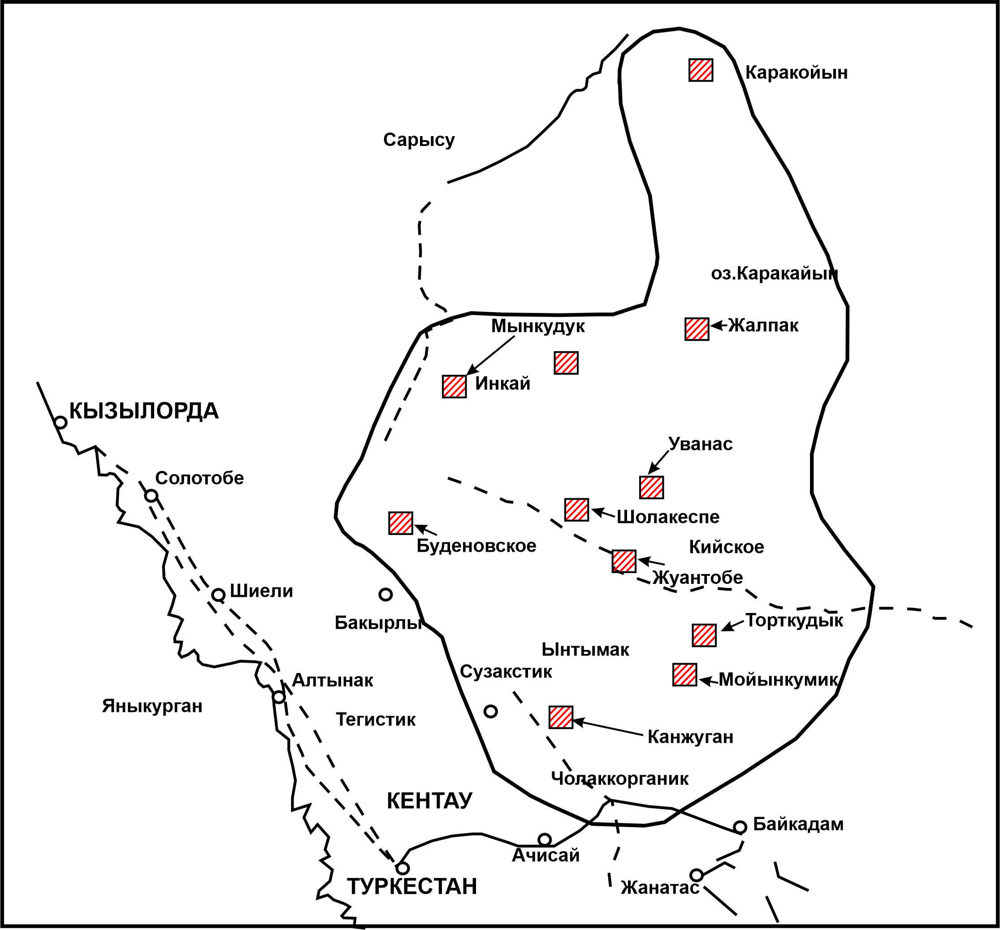 Каракойын
Сарысу
оз.Каракайын
Мынкудук
Жалпак
Инкай
КЫЗЫЛОРДА
Уванас
Солотобе
Шолакеспе
Буденовское
Кийское
Жуантобе
Шиели
Бакырлы
Торткудык
Ынтымак
Сузакстик
Алтынак
Мойынкумик
Яныкурган
Тегистик
Канжуган
Чолаккорганик
КЕНТАУ
Байкадам
Ачисай
ТУРКЕСТАН
Жанатас